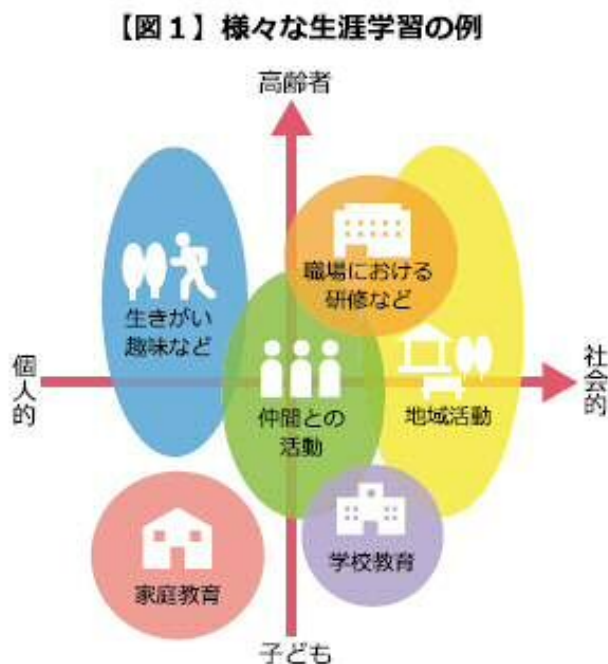 【図1】様々な生涯学習の例
高齢者
職場における
研修など
生きがい
趣味など
個人的
社会的
仲間との
活動
地域活動
学校教育
家庭教育
子ども